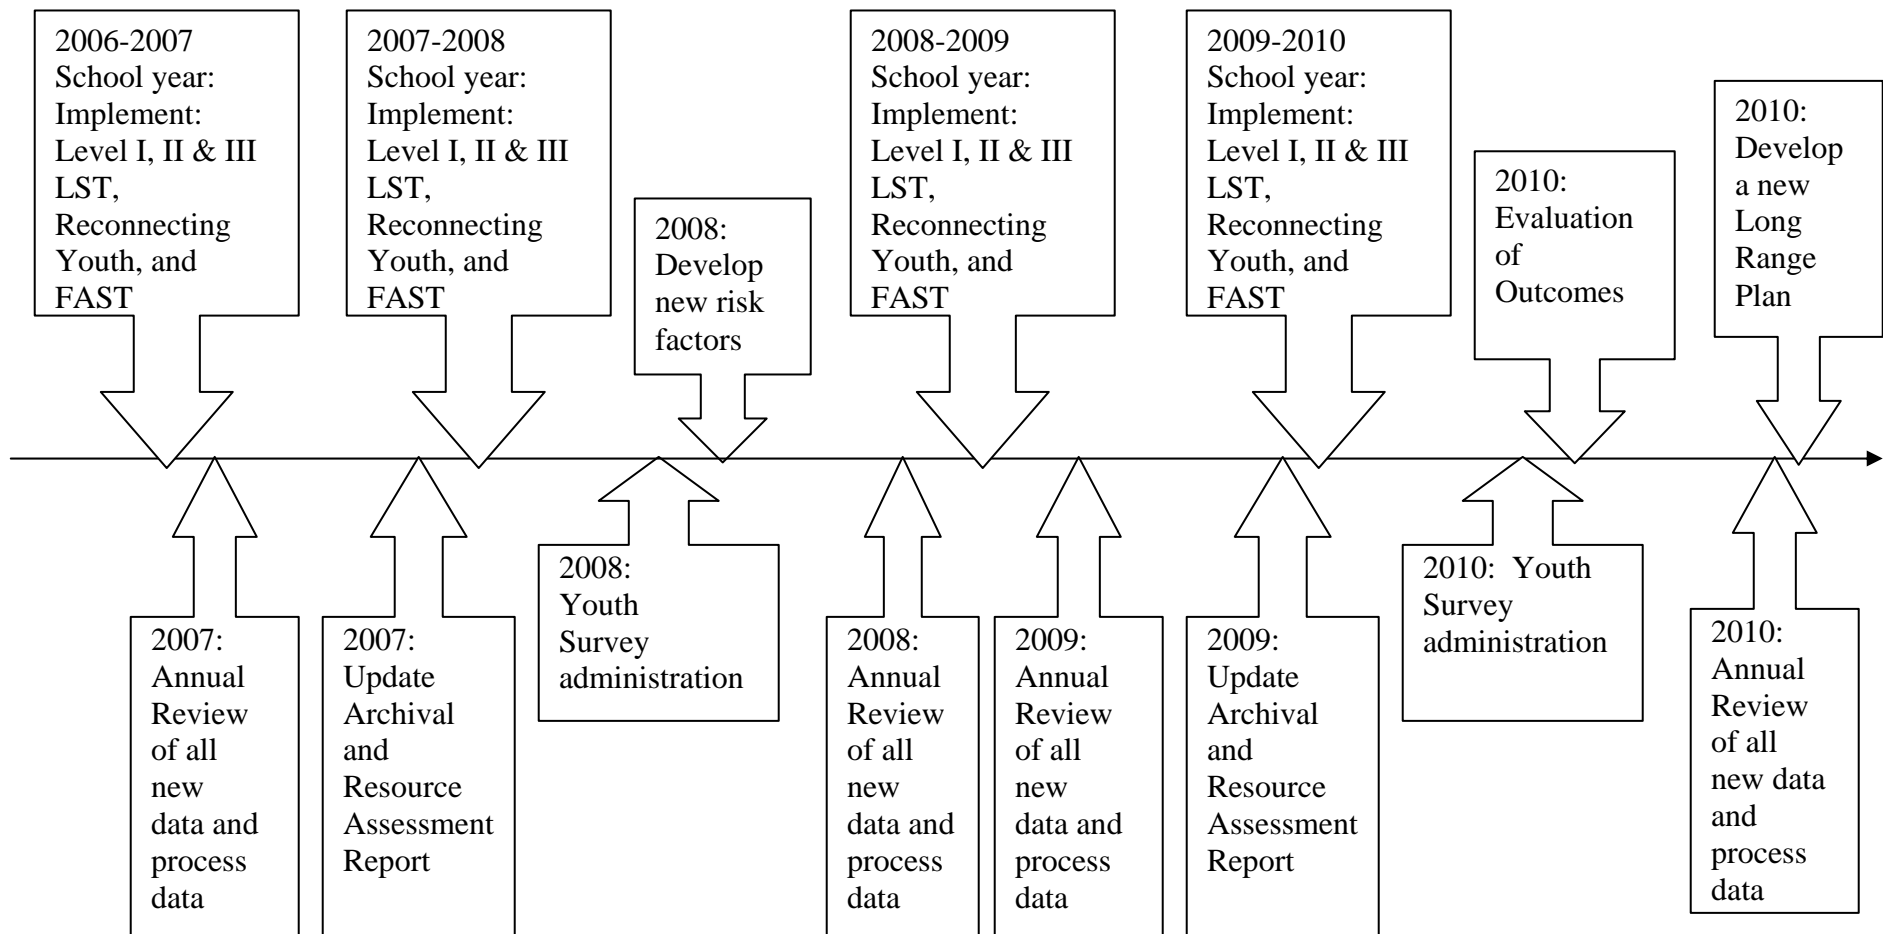 2006-2007
School year:
Implement:
Level I, II & III
LST,
Reconnecting
Youth, and
FAST
2007-2008
School year:
Implement:
Level I, II & III
LST,
Reconnecting
Youth, and
FAST
2008:
Develop
new risk
factors
2008-2009
School year:
Implement:
Level I, II & III
LST,
Reconnecting
Youth, and
FAST
2009-2010
School year:
Implement:
Level I, II & III
LST,
Reconnecting
Youth, and
FAST
2010:
Evaluation
of
Outcomes
2010:
Develop
a new
Long
Range
Plan
2007:
Annual
Review
of all
new
data and
process
data
2007:
Update
Archival
and
Resource
Assessment
Report
2008:
Youth
Survey
administration
2008:
Annual
Review
of all
new
data and
process
data
2009:
Annual
Review
of all
new
data and
process
data
2009:
Update
Archival
and
Resource
Assessment
Report
2010:  Youth
Survey
administration
2010:
Annual
Review
of all
new data
and
process
data